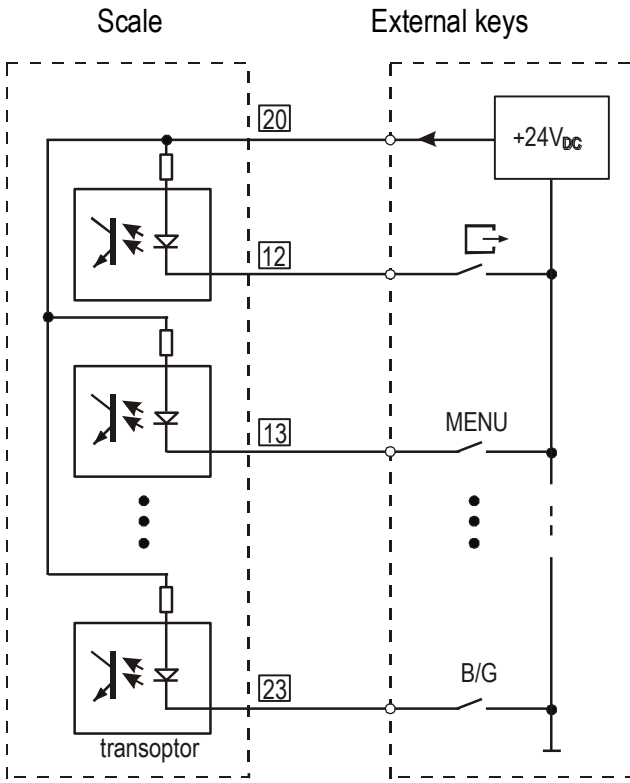 Scale External keys
20
+24VDC
12
13
MENU
23
B/G
transoptor